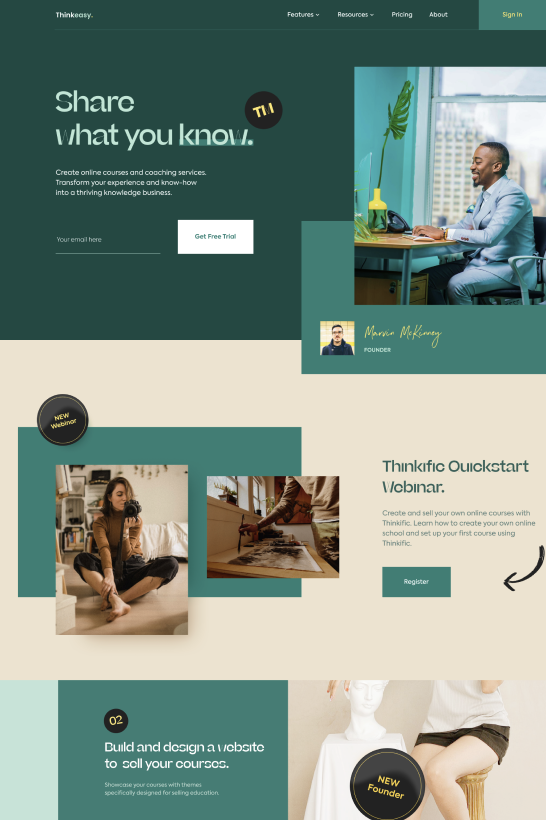 Thinkeasy.
Features
Resources
Pricing
About
Sign In
Share
what you know.
TH
Create online courses and coaching services.
Transform your experience and know-how
into a thriving knowledge business.
Your email here
Get Free Trial
Marvin McKinney
FOUNDER
NEW
Webinar
Thinkific Quickstart
Webinar.
Create and sell your own online courses with
Thinkific. Learn how to create your own online
school and set up your first course using
Thinkific.
Register
02
Build and design a website
to sell your courses.
Showcase your courses with themes
specifically designed for selling education.
NEW
Founder